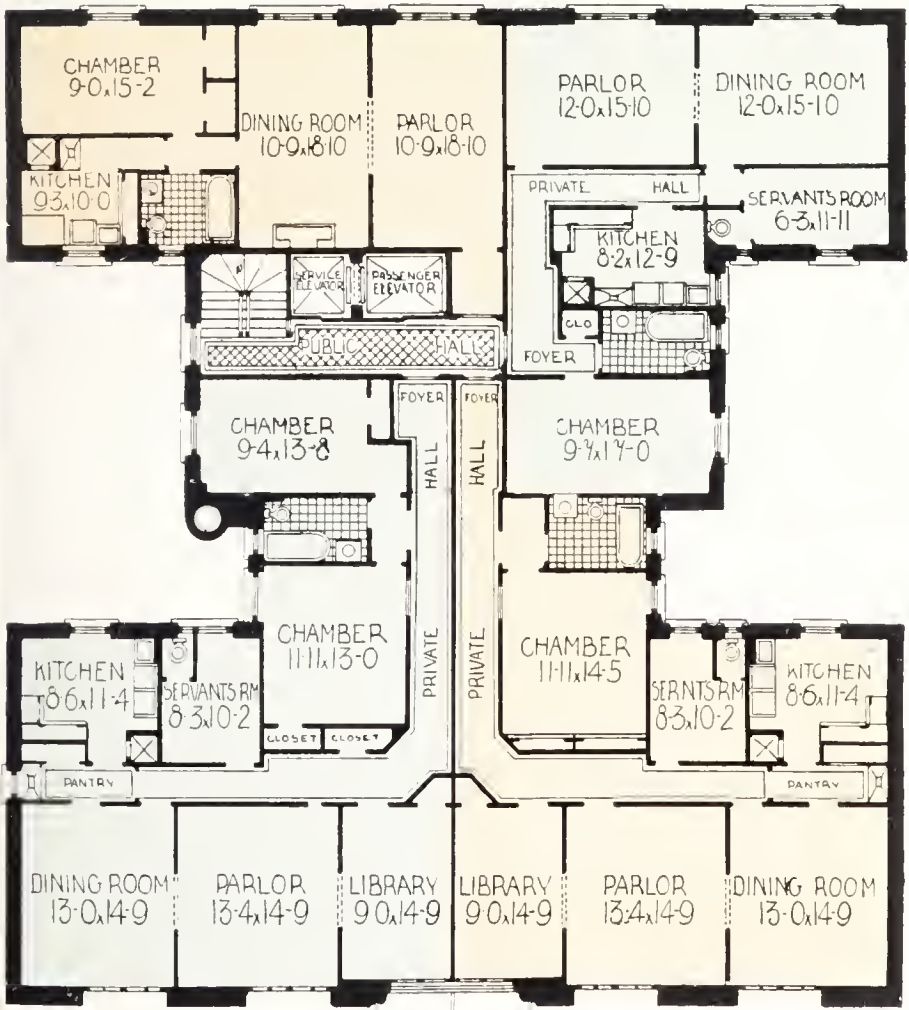 CHAMBER
9-0x15-2
DINING ROOM
10-9x18-10
PARLOR
10-9x18-10
PARLOR
12-0x15-10
DINING ROOM
12-0x15-10
KITCHEN
9-3x10-0
PRIVATE HALL
SERVANT'S ROOM
6-3x11-11
KITCHEN
8-2x12-9
SERVICE
ELEVATOR
PASSENGER
ELEVATOR
CLO
PUBLIC HALL
FOYER
FOYER
FOYER
CHAMBER
9-4x13-8
CHAMBER
HALL
HALL
CHAMBER
11-11x13-0
PRIVATE
PRIVATE
CHAMBER
11-11x14-5
KITCHEN
8-6x11-4
SERVANTS RM
8-3x10-2
SERNTS RM
8-3x10-2
KITCHEN
8-6x11-4
CLOSET
CLOSET
PANTRY
PANTRY
DINING ROOM
13-0x14-9
PARLOR
13-4x14-9
LIBRARY
9-0x14-9
LIBRARY
9-0x14-9
PARLOR
13-4x14-9
DINING ROOM
13-0x14-9